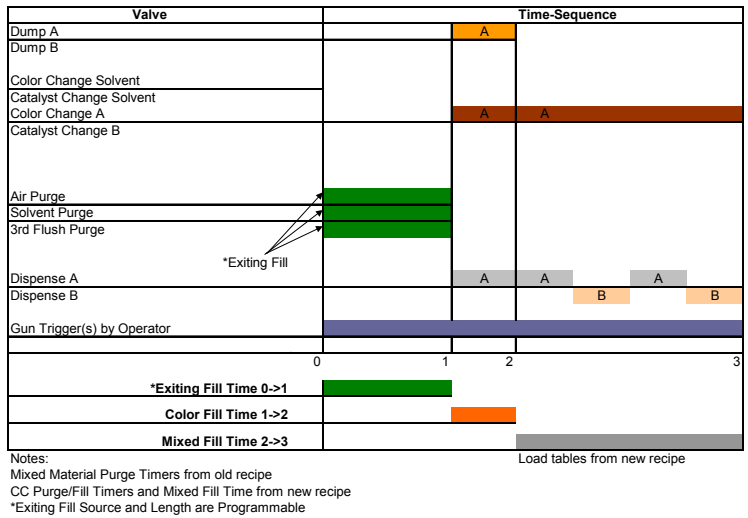 Valve Time-Sequence
Dump A A
Dump B
Color Change Solvent
Catalyst Change Solvent
Color Change A A A
Catalyst Change B
Air Purge
Solvent Purge
3rd Flush Purge
*Exiting Fill
Dispense A A A A
Dispense B B B
Gun Trigger(s) by Operator
0 1 2 3
*Exiting Fill Time 0->1
Color Fill Time 1->2
Mixed Fill Time 2->3
Notes: Load tables from new recipe
Mixed Material Purge Timers from old recipe
CC Purge/Fill Timers and Mixed Fill Time from new recipe
*Exiting Fill Source and Length are Programmable